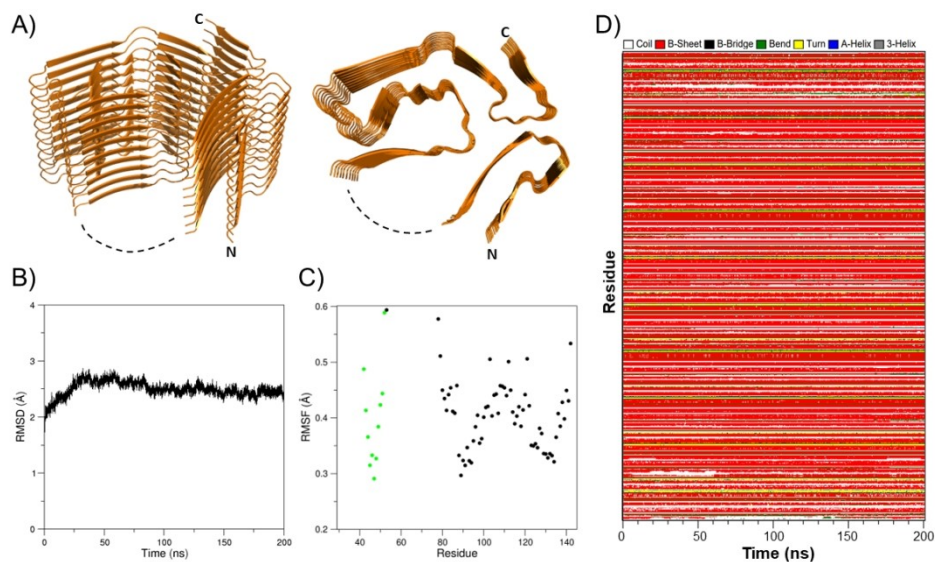 A)
C
N
C
N
B)
RMSD (Å)
4
3
2
1
0
0 50 100 150 200
Time (ns)
C)
RMSF (Å)
0.6
0.5
0.4
0.3
0.2
40 60 80 100 120 140
Residue
D)
Coil B-Sheet B-Bridge Bend Turn A-Helix 3-Helix
Residue
0 50 100 150 200
Time (ns)